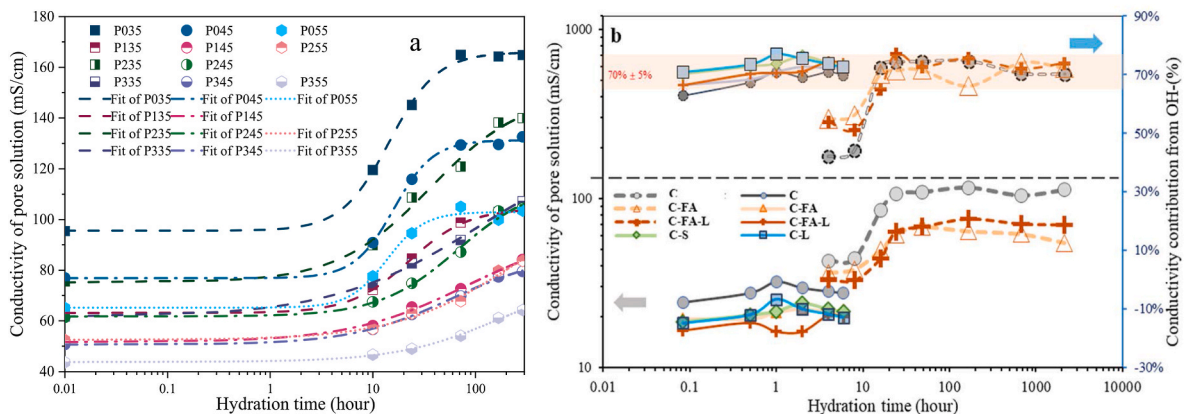 a
Conductivity of pore solution (mS/cm)
180
160
140
120
100
80
60
40
P035 P045 P055
P135 P145 P255
P235 P245
P335 P345 P355
Fit of P035 Fit of P045 Fit of P055
Fit of P135 Fit of P145
Fit of P235 Fit of P245 Fit of P255
Fit of P335 Fit of P345 Fit of P355
0.01 0.1 1 10 100
Hydration time (hour)
b
Conductivity of pore solution (mS/cm)
1000
100
10
70% ± 5%
C C
C-FA C-FA
C-FA-L C-FA-L
C-S C-L
0.01 0.1 1 10 100 1000 10000
Hydration time (hour)
90%
70%
50%
30%
10%
-10%
-30%
Conductivity contribution from OH-(%)